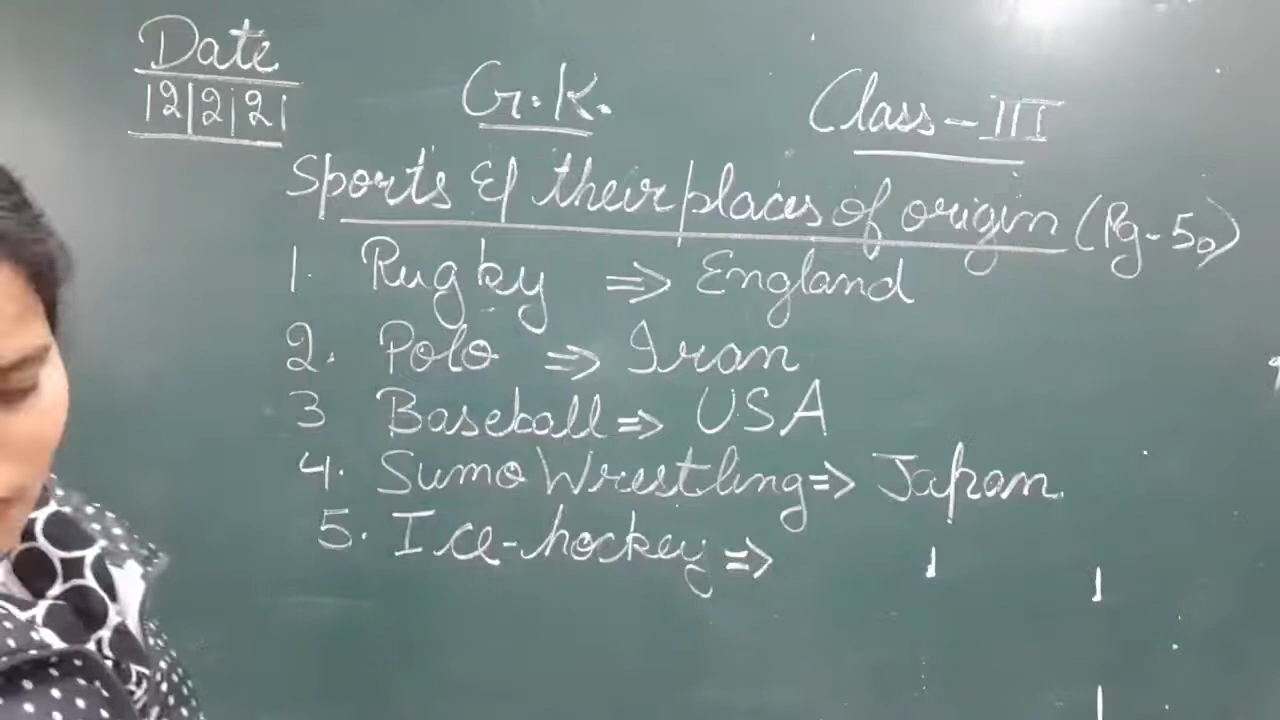 Date
12|2|21
G.K.
Class-III
Sports & their places of origin (Pg-50)
1. Rugby => England
2. Polo => Iran
3 Baseball => USA
4. Sumo Wrestling => Japan.
5. Ice-hockey =>